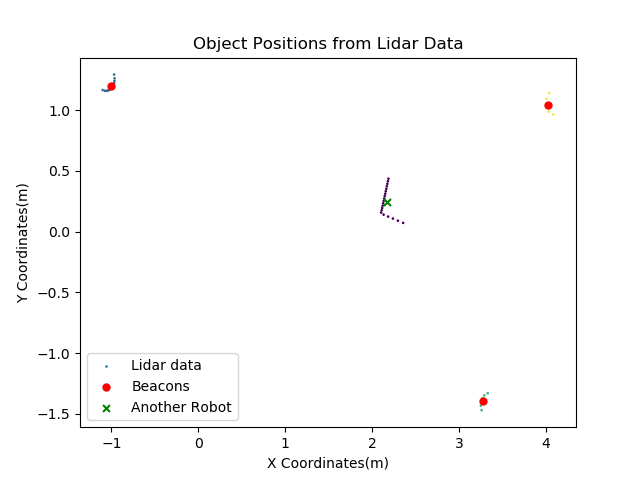 Object Positions from Lidar Data
Y Coordinates(m)
1.0
0.5
0.0
−0.5
−1.0
−1.5
Lidar data
Beacons
Another Robot
−1
0
1
2
3
4
X Coordinates(m)